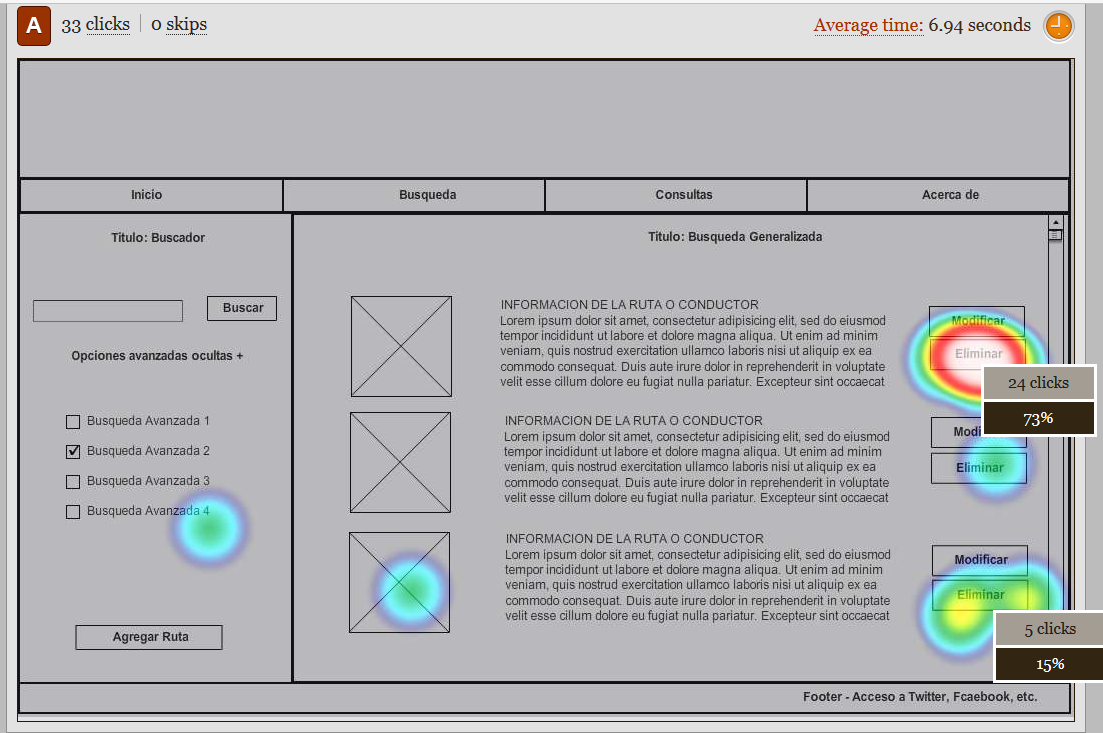 A
33 clicks
0 skips
Average time: 6.94 seconds
Inicio
Busqueda
Consultas
Acerca de
Titulo: Buscador
Buscar
Opciones avanzadas ocultas +
Busqueda Avanzada 1
Busqueda Avanzada 2
Busqueda Avanzada 3
Busqueda Avanzada 4
Agregar Ruta
Titulo: Busqueda Generalizada
INFORMACION DE LA RUTA O CONDUCTOR
Lorem ipsum dolor sit amet, consectetur adipisicing elit, sed do eiusmod
tempor incididunt ut labore et dolore magna aliqua. Ut enim ad minim
veniam, quis nostrud exercitation ullamco laboris nisi ut aliquip ex ea
commodo consequat. Duis aute irure dolor in reprehenderit in voluptate
velit esse cillum dolore eu fugiat nulla pariatur. Excepteur sint occaecat
Modificar
Eliminar
24 clicks
73%
INFORMACION DE LA RUTA O CONDUCTOR
Lorem ipsum dolor sit amet, consectetur adipisicing elit, sed do eiusmod
tempor incididunt ut labore et dolore magna aliqua. Ut enim ad minim
veniam, quis nostrud exercitation ullamco laboris nisi ut aliquip ex ea
commodo consequat. Duis aute irure dolor in reprehenderit in voluptate
velit esse cillum dolore eu fugiat nulla pariatur. Excepteur sint occaecat
Modi
Eliminar
INFORMACION DE LA RUTA O CONDUCTOR
Lorem ipsum dolor sit amet, consectetur adipisicing elit, sed do eiusmod
tempor incididunt ut labore et dolore magna aliqua. Ut enim ad minim
veniam, quis nostrud exercitation ullamco laboris nisi ut aliquip ex ea
commodo consequat. Duis aute irure dolor in reprehenderit in voluptate
velit esse cillum dolore eu fugiat nulla pariatur. Excepteur sint occaecat
Modificar
Eliminar
5 clicks
15%
Footer - Acceso a Twitter, Fcaebook, etc.